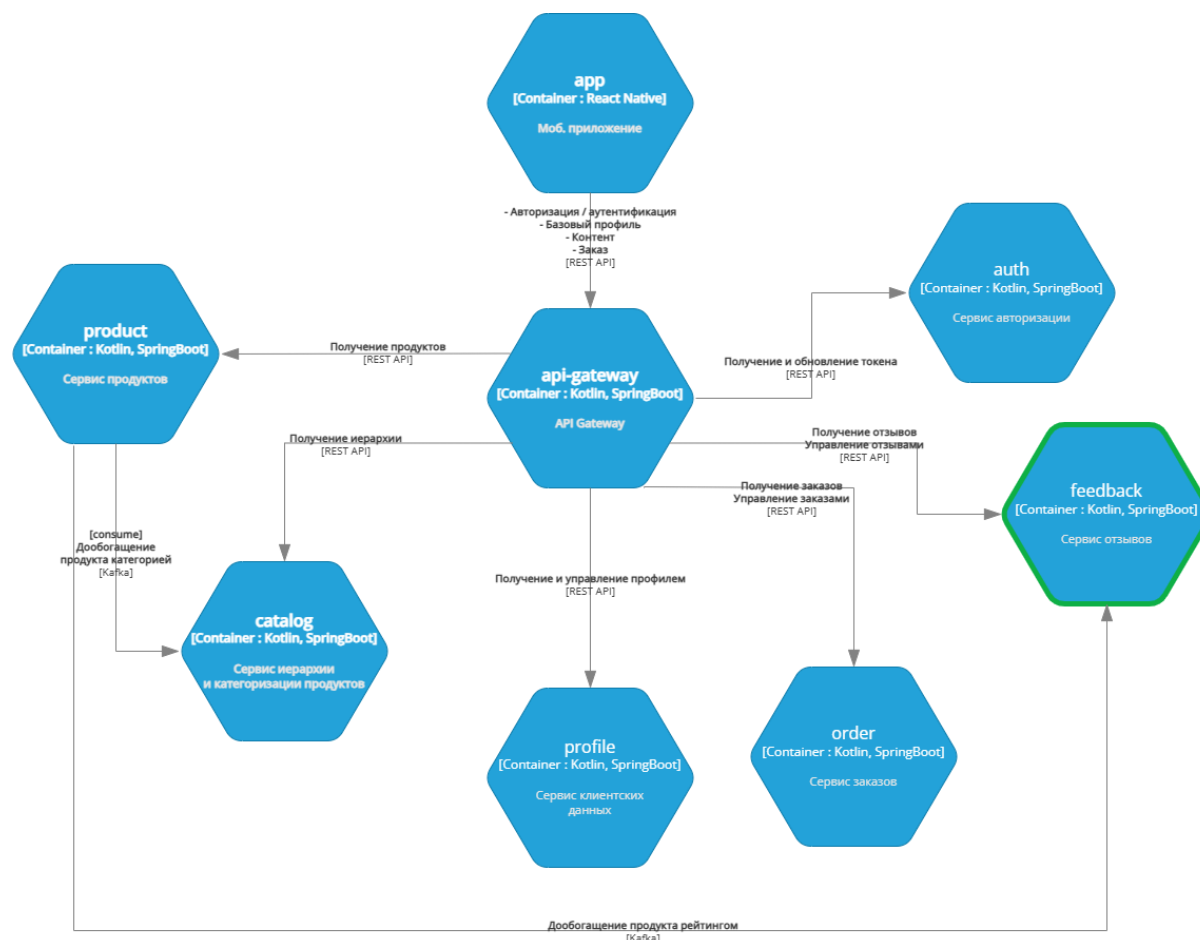 app
[Container : React Native]
Моб. приложение
- Авторизация / аутентификация
- Базовый профиль
- Контент
- Заказ
[REST API]
auth
[Container : Kotlin, SpringBoot]
Сервис авторизации
product
[Container : Kotlin, SpringBoot]
Сервис продуктов
Получение продуктов
[REST API]
api-gateway
[Container : Kotlin, SpringBoot]
API Gateway
Получение и обновление токена
[REST API]
Получение иерархии
[REST API]
Получение отзывов
Управление отзывами
[REST API]
Получение заказов
Управление заказами
[REST API]
feedback
[Container : Kotlin, SpringBoot]
Сервис отзывов
[consume]
Дообогащение
продукта категорией
[Kafka]
Получение и управление профилем
[REST API]
catalog
[Container : Kotlin, SpringBoot]
Сервис иерархии
и категоризации продуктов
profile
[Container : Kotlin, SpringBoot]
Сервис клиентских
данных
order
[Container : Kotlin, SpringBoot]
Сервис заказов
Дообогащение продукта рейтингом
[Kafka]